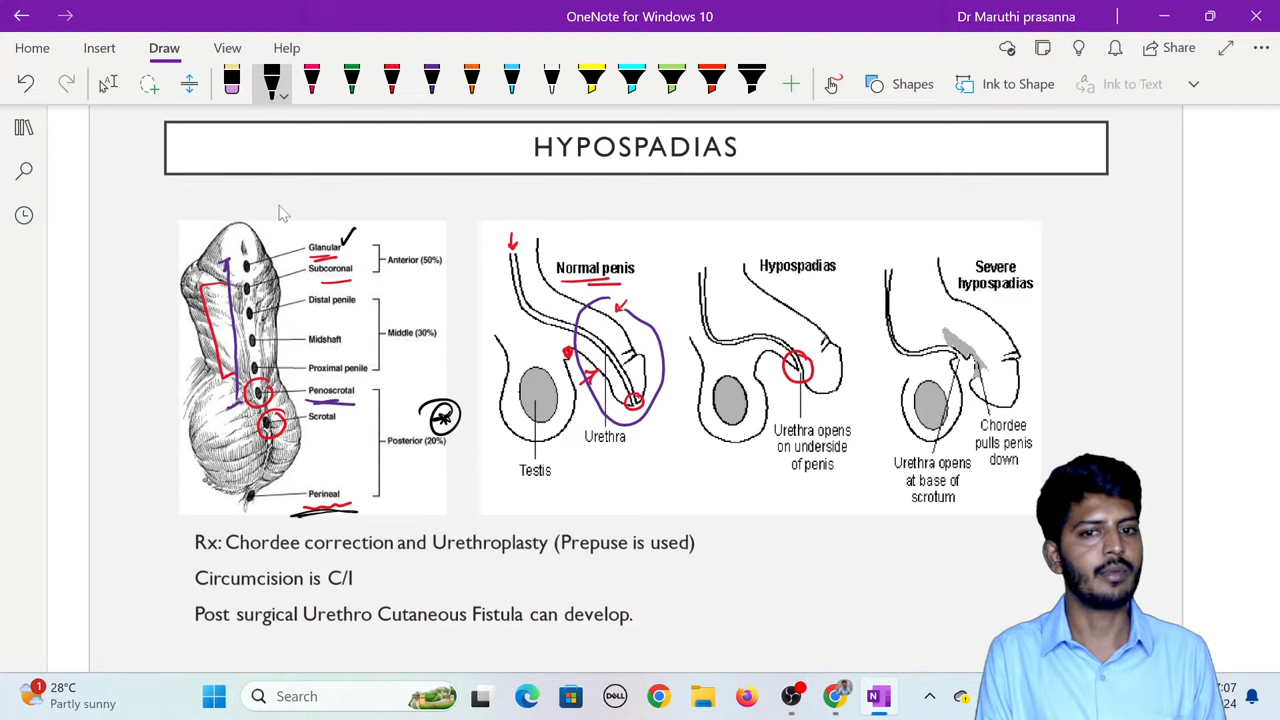 OneNote for Windows 10
Dr Maruthi prasanna
Home
Insert
Draw
View
Help
Share
Shapes
Ink to Shape
Ink to Text
HYPOSPADIAS
Glanular
Subcoronal
Anterior (50%)
Distal penile
Midshaft
Middle (30%)
Proximal penile
Penoscrotal
Scrotal
Posterior (20%)
Perineal
Normal penis
Urethra
Testis
Hypospadias
Urethra opens
on underside
of penis
Severe
hypospadias
Chordee
pulls penis
down
Urethra opens
at base of
scrotum
Rx: Chordee correction and Urethroplasty (Prepuse is used)
Circumcision is C/I
Post surgical Urethro Cutaneous Fistula can develop.
1
28°C
Partly sunny
Search
DELL